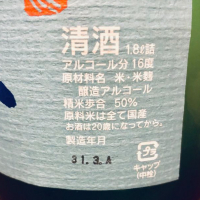 清酒 1.8ℓ詰
アルコール分16度
原材料名 米・米麹
醸造アルコール
精米歩合 50%
原料米は全て国産
お酒は20歳になってから。
製造年月
31.3.A
プラ
キャップ
(中栓)